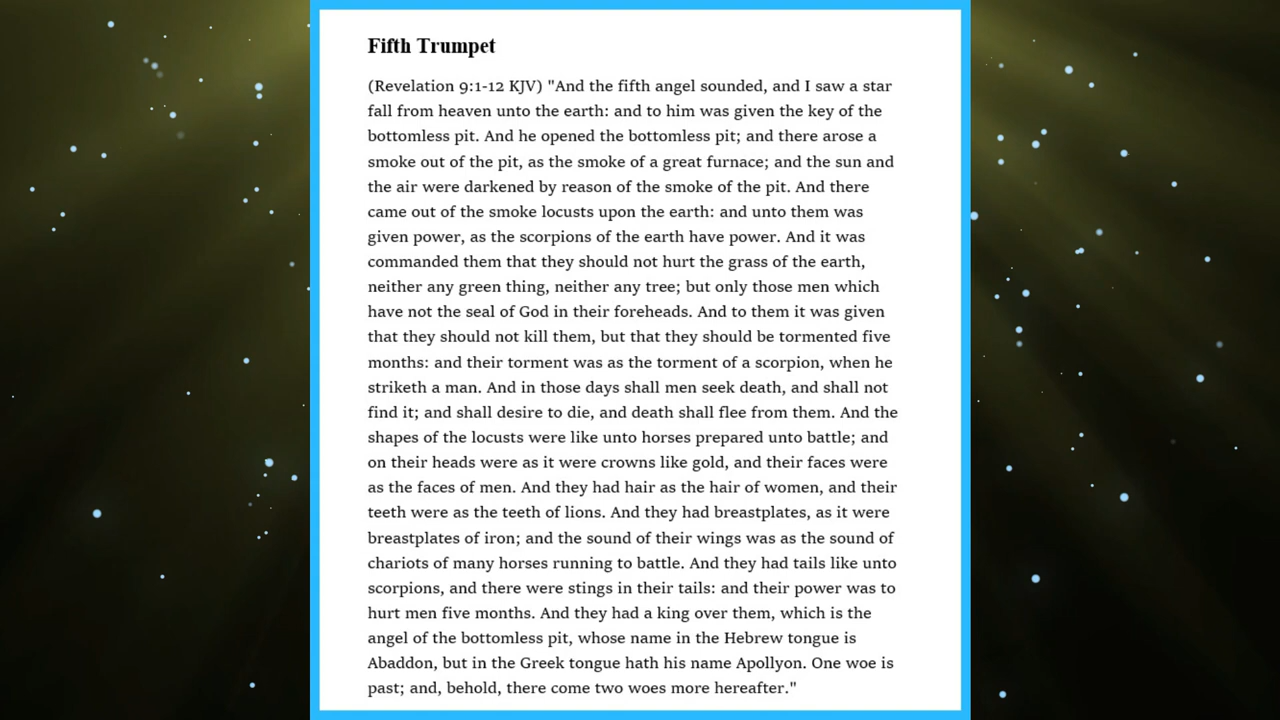 Fifth Trumpet
(Revelation 9:1-12 KJV) "And the fifth angel sounded, and I saw a star
fall from heaven unto the earth: and to him was given the key of the
bottomless pit. And he opened the bottomless pit; and there arose a
smoke out of the pit, as the smoke of a great furnace; and the sun and
the air were darkened by reason of the smoke of the pit. And there
came out of the smoke locusts upon the earth: and unto them was
given power, as the scorpions of the earth have power. And it was
commanded them that they should not hurt the grass of the earth,
neither any green thing, neither any tree; but only those men which
have not the seal of God in their foreheads. And to them it was given
that they should not kill them, but that they should be tormented five
months: and their torment was as the torment of a scorpion, when he
striketh a man. And in those days shall men seek death, and shall not
find it; and shall desire to die, and death shall flee from them. And the
shapes of the locusts were like unto horses prepared unto battle; and
on their heads were as it were crowns like gold, and their faces were
as the faces of men. And they had hair as the hair of women, and their
teeth were as the teeth of lions. And they had breastplates, as it were
breastplates of iron; and the sound of their wings was as the sound of
chariots of many horses running to battle. And they had tails like unto
scorpions, and there were stings in their tails: and their power was to
hurt men five months. And they had a king over them, which is the
angel of the bottomless pit, whose name in the Hebrew tongue is
Abaddon, but in the Greek tongue hath his name Apollyon. One woe is
past; and, behold, there come two woes more hereafter."